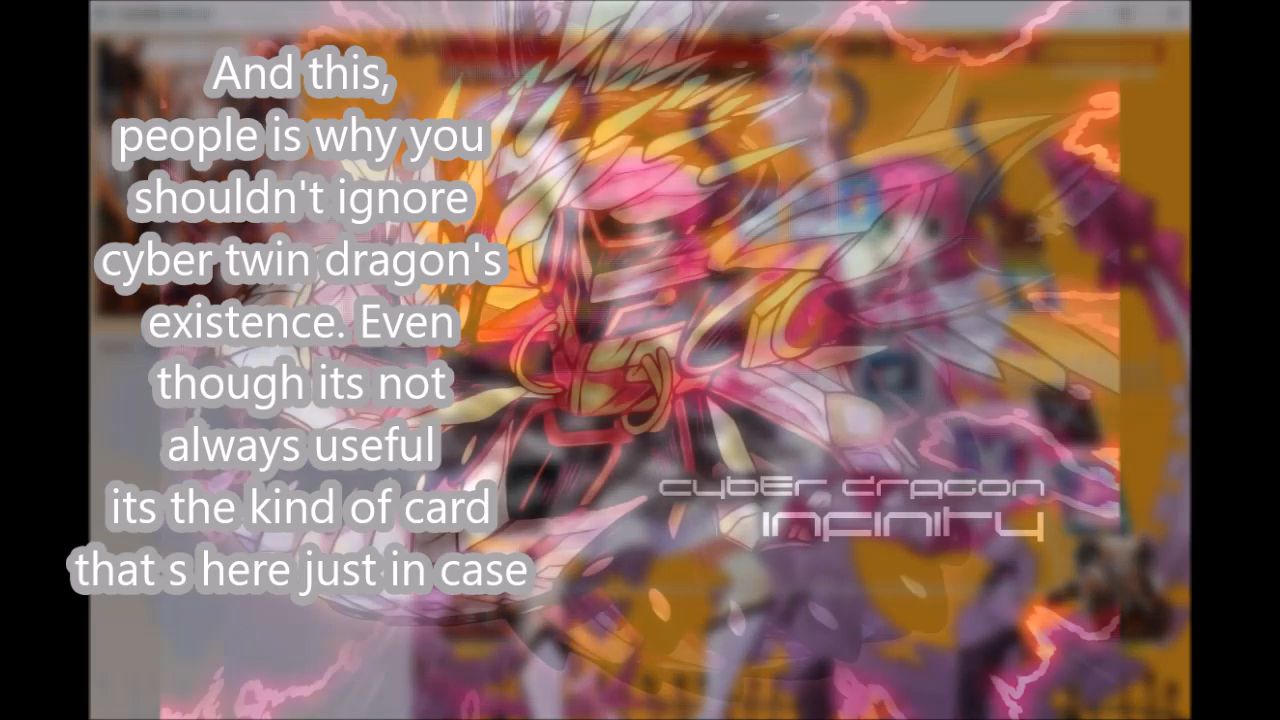 And this,
people is why you
shouldn't ignore
cyber twin dragon's
existence. Even
though its not
always useful
its the kind of card
that s here just in case
cyber dragon
infinity